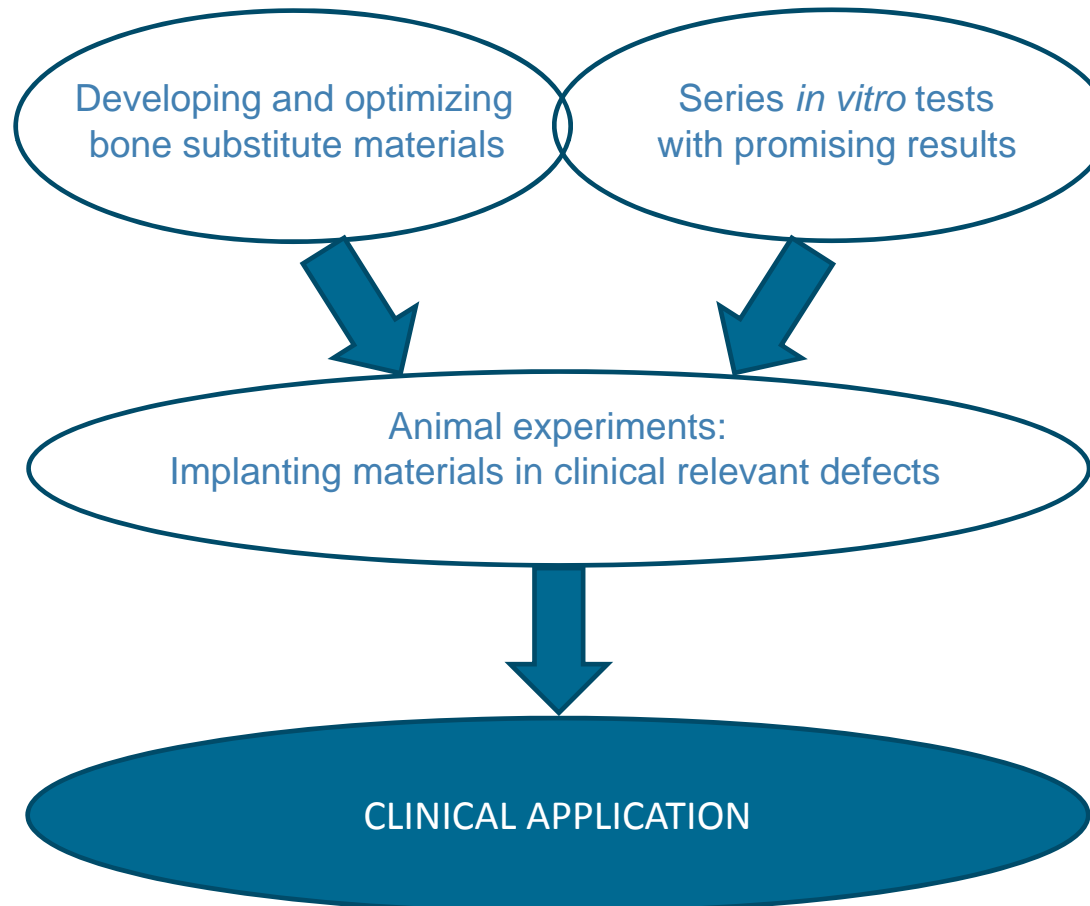 Developing and optimizing
bone substitute materials
Series in vitro tests
with promising results
Animal experiments:
Implanting materials in clinical relevant defects
CLINICAL APPLICATION